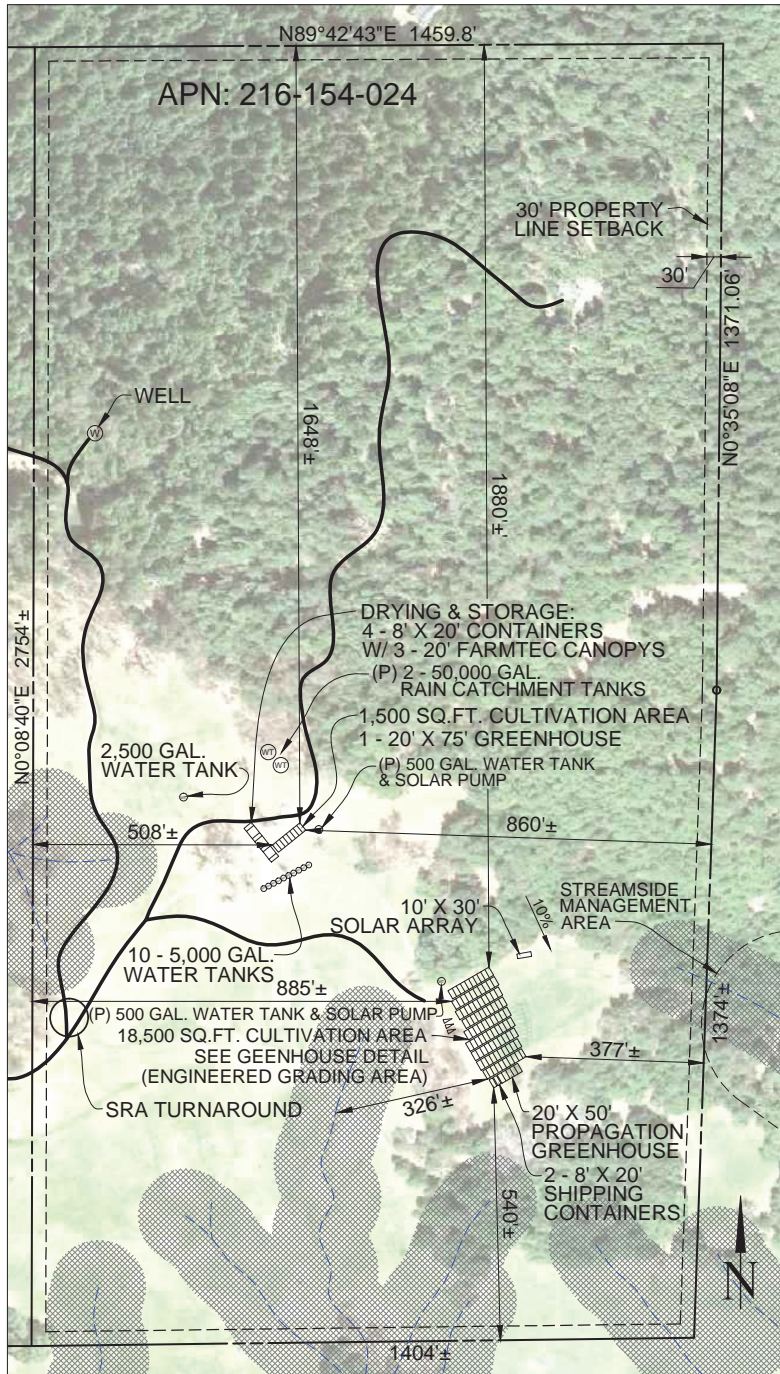 N89°42'43"E 1459.8'
APN: 216-154-024
30' PROPERTY
LINE SETBACK
30'
N0°35'08"E 1371.06'
WELL
W
1648'±
1880'±
N0°08'40"E 2754'±
DRYING & STORAGE:
4 - 8' X 20' CONTAINERS
W/ 3 - 20' FARMTEC CANOPYS
(P) 2 - 50,000 GAL.
RAIN CATCHMENT TANKS
WT
WT
1,500 SQ.FT. CULTIVATION AREA
1 - 20' X 75' GREENHOUSE
2,500 GAL.
WATER TANK
(P) 500 GAL. WATER TANK
& SOLAR PUMP
508'±
860'±
10' X 30'
SOLAR ARRAY
10%
STREAMSIDE
MANAGEMENT
AREA
10 - 5,000 GAL.
WATER TANKS
885'±
1374'±
(P) 500 GAL. WATER TANK & SOLAR PUMP
18,500 SQ.FT. CULTIVATION AREA
SEE GEENHOUSE DETAIL
(ENGINEERED GRADING AREA)
377'±
SRA TURNAROUND
326'±
20' X 50'
PROPAGATION
GREENHOUSE
2 - 8' X 20'
SHIPPING
CONTAINERS
540'±
N
1404'±